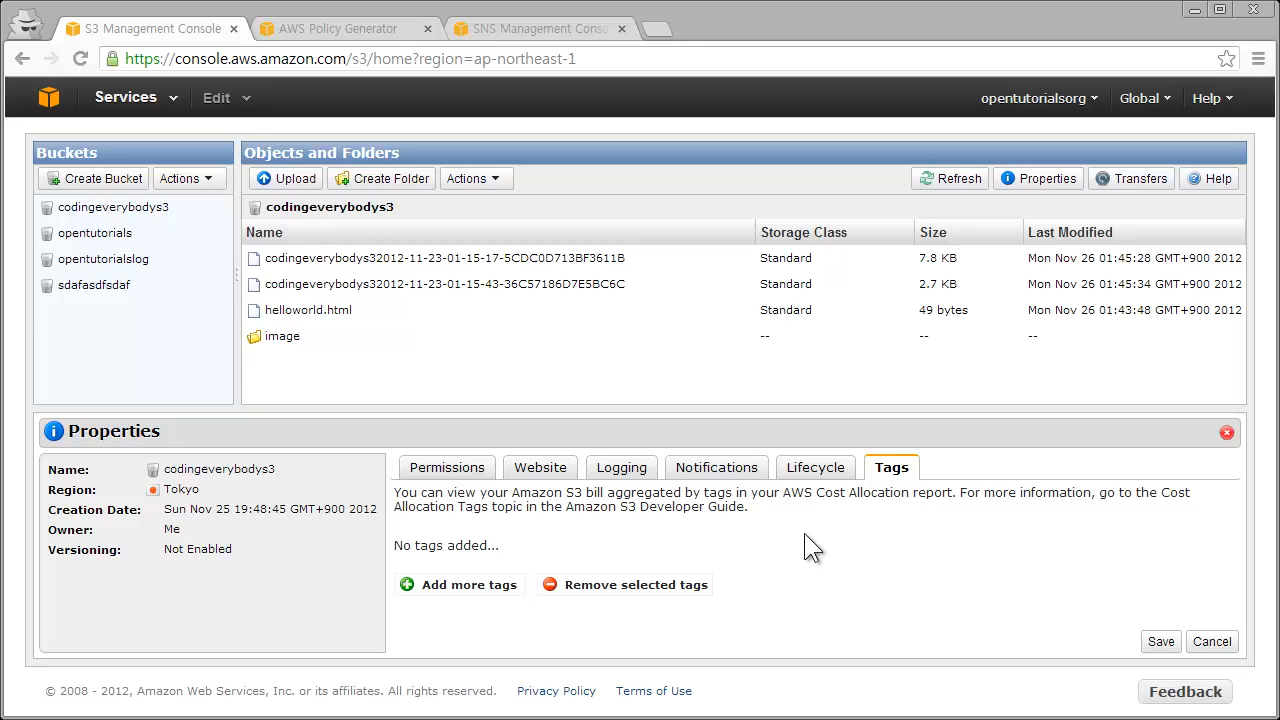 S3 Management Console
AWS Policy Generator
SNS Management Conso
https://console.aws.amazon.com/s3/home?region=ap-northeast-1
Services Edit opentutorialsorg Global Help
Buckets
Create Bucket Actions
codingeverybodys3
opentutorials
opentutorialslog
sdafasdfsdaf
Objects and Folders
Upload Create Folder Actions Refresh Properties Transfers Help
codingeverybodys3
Name Storage Class Size Last Modified
codingeverybodys32012-11-23-01-15-17-5CDC0D713BF3611B Standard 7.8 KB Mon Nov 26 01:45:28 GMT+900 2012
codingeverybodys32012-11-23-01-15-43-36C57186D7E5BC6C Standard 2.7 KB Mon Nov 26 01:45:34 GMT+900 2012
helloworld.html Standard 49 bytes Mon Nov 26 01:43:48 GMT+900 2012
image -- -- --
Properties
Name: codingeverybodys3
Region: Tokyo
Creation Date: Sun Nov 25 19:48:45 GMT+900 2012
Owner: Me
Versioning: Not Enabled
Permissions Website Logging Notifications Lifecycle Tags
You can view your Amazon S3 bill aggregated by tags in your AWS Cost Allocation report. For more information, go to the Cost
Allocation Tags topic in the Amazon S3 Developer Guide.
No tags added...
Add more tags Remove selected tags
Save Cancel
© 2008 - 2012, Amazon Web Services, Inc. or its affiliates. All rights reserved. Privacy Policy Terms of Use Feedback